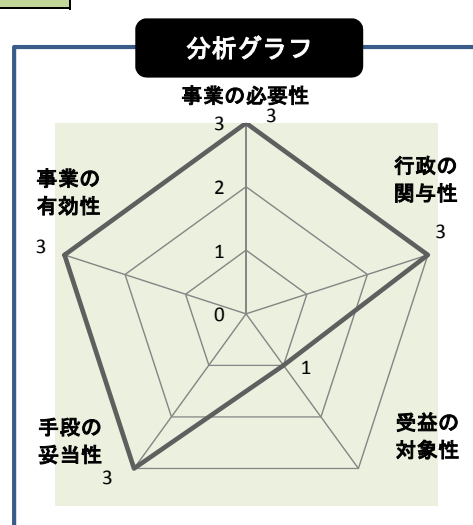 分析グラフ
事業の必要性
3
3
行政の
関与性
3
2
事業の
有効性
3
1
0
1
受益の
対象性
手段の
妥当性
3